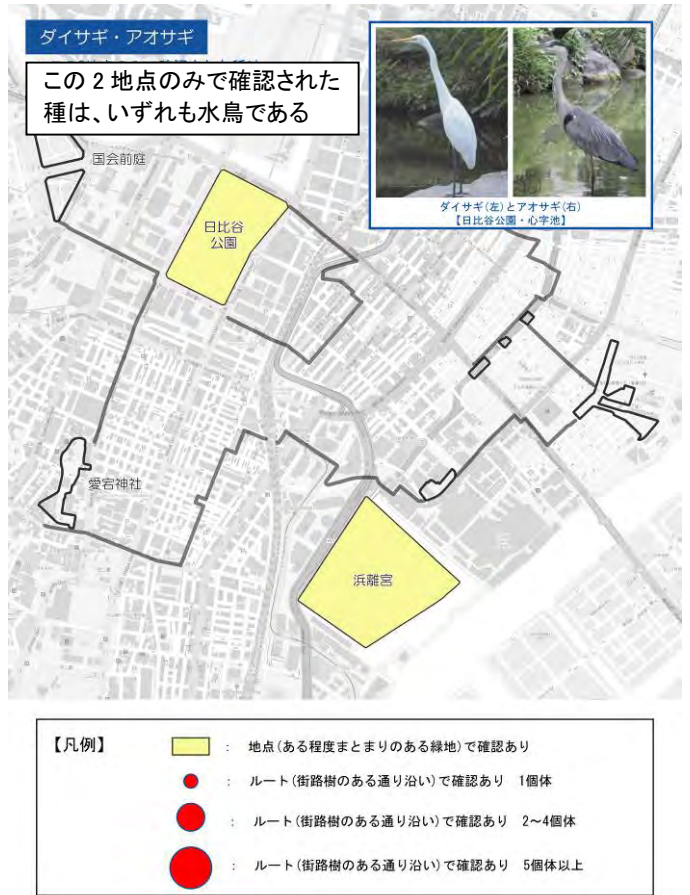 ダイサギ・アオサギ
この2地点のみで確認された
種は、いずれも水鳥である
ダイサギ(左)とアオサギ(右)
【日比谷公園・心字池】
国会前庭
日比谷
公園
愛宕神社
浜離宮
【凡例】
: 地点(ある程度まとまりのある緑地)で確認あり
: ルート(街路樹のある通り沿い)で確認あり 1個体
: ルート(街路樹のある通り沿い)で確認あり 2～4個体
: ルート(街路樹のある通り沿い)で確認あり 5個体以上